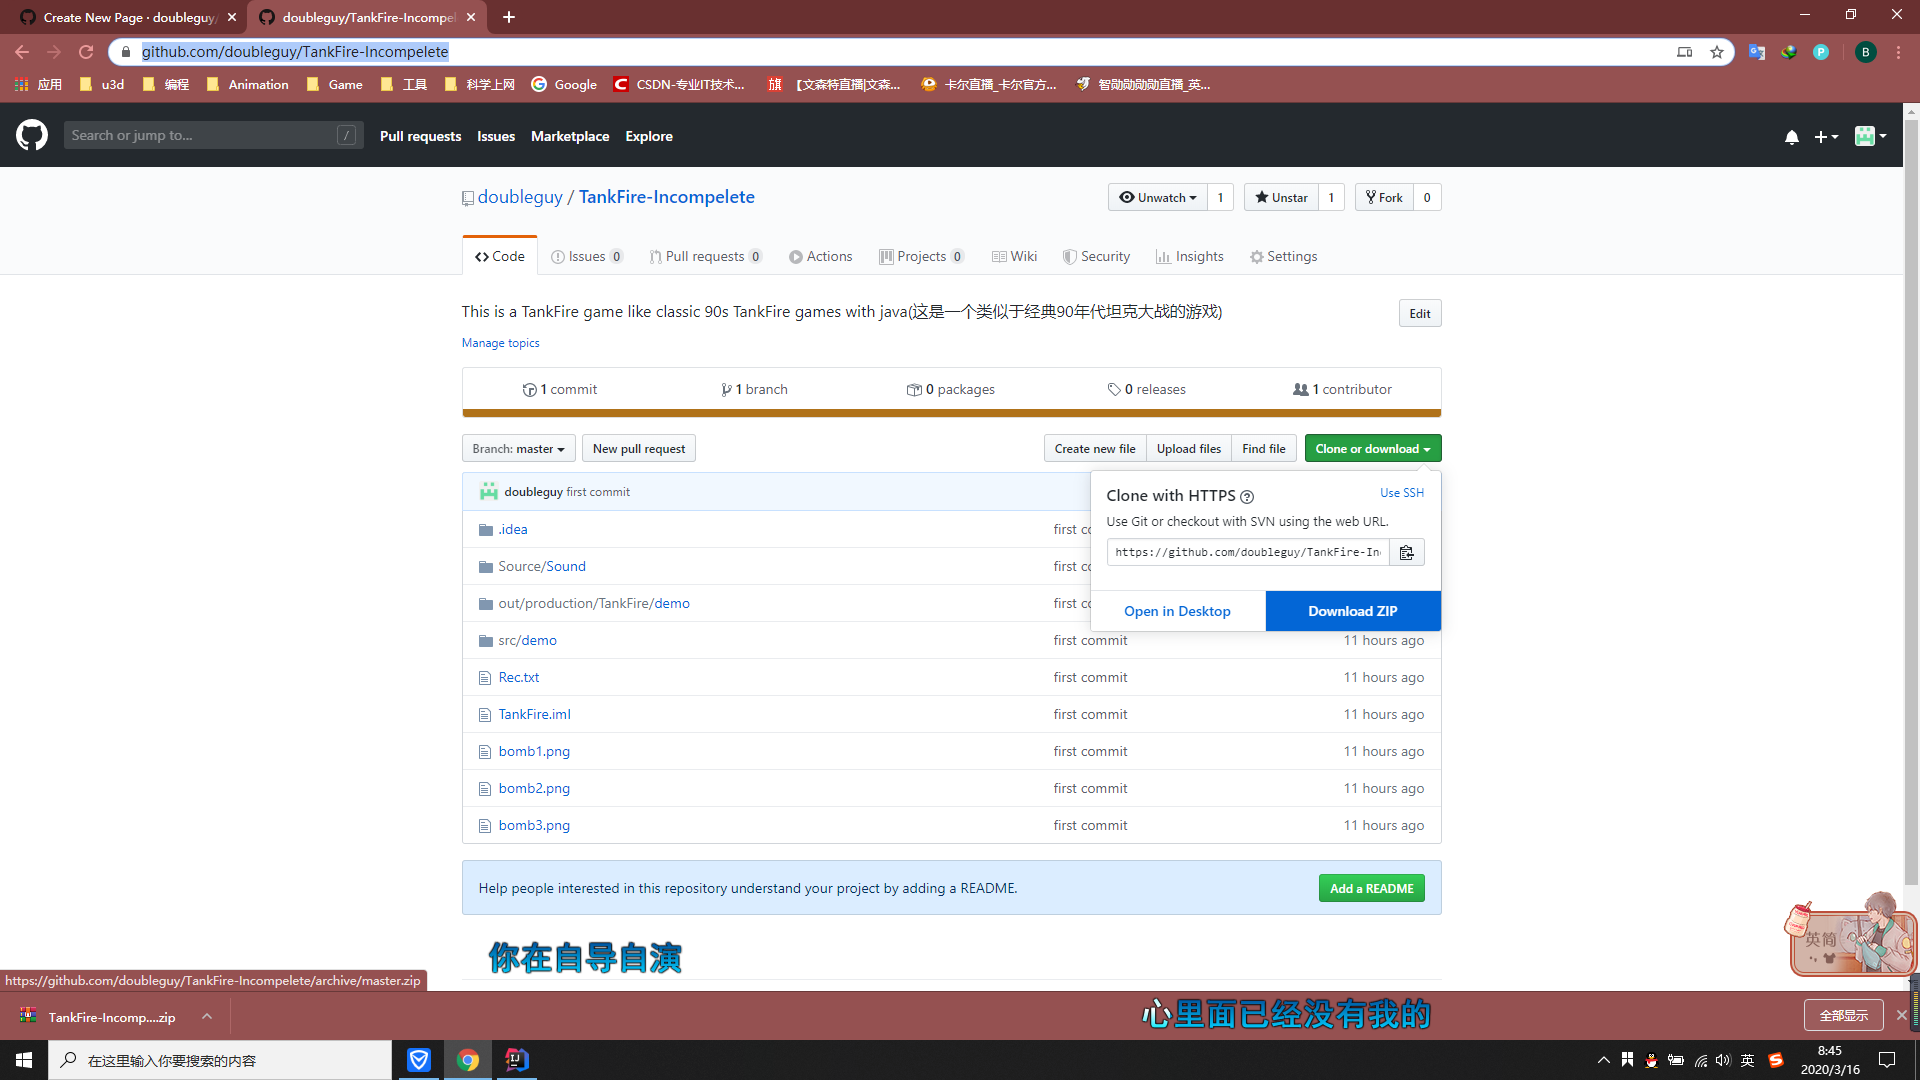 Create New Page · doubleguy/
doubleguy/TankFire-Incompel
github.com/doubleguy/TankFire-Incompelete
P
B
应用
u3d
编程
Animation
Game
工具
科学上网
Google
CSDN-专业IT技术...
旗
【文森特直播|文森...
卡尔直播_卡尔官方...
智勋勋勋勋直播_英...
Search or jump to...
/
Pull requests
Issues
Marketplace
Explore
doubleguy / TankFire-Incompelete
Unwatch
1
Unstar
1
Fork
0
Code
Issues 0
Pull requests 0
Actions
Projects 0
Wiki
Security
Insights
Settings
This is a TankFire game like classic 90s TankFire games with java(这是一个类似于经典90年代坦克大战的游戏)
Edit
Manage topics
1 commit
1 branch
0 packages
0 releases
1 contributor
Branch: master
New pull request
Create new file
Upload files
Find file
Clone or download
doubleguy first commit
Clone with HTTPS
Use SSH
Use Git or checkout with SVN using the web URL.
https://github.com/doubleguy/TankFire-In
Open in Desktop
Download ZIP
.idea
first co
Source/Sound
first co
out/production/TankFire/demo
first co
src/demo
first commit
11 hours ago
Rec.txt
first commit
11 hours ago
TankFire.iml
first commit
11 hours ago
bomb1.png
first commit
11 hours ago
bomb2.png
first commit
11 hours ago
bomb3.png
first commit
11 hours ago
Help people interested in this repository understand your project by adding a README.
Add a README
英简
你在自导自演
https://github.com/doubleguy/TankFire-Incompelete/archive/master.zip
TankFire-Incomp....zip
心里面已经没有我的
全部显示
在这里输入你要搜索的内容
英
8:45
2020/3/16